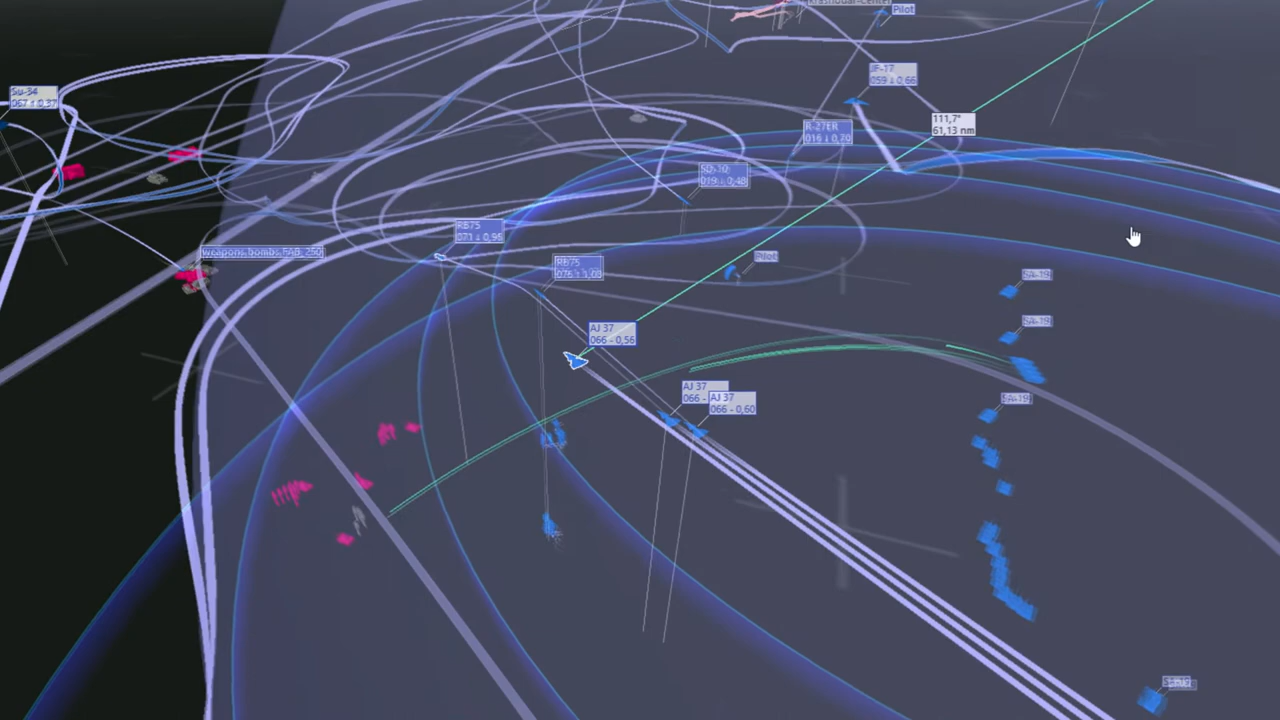 Pilot
JF-17
059 ↓ 0,66
Su-34
067 ↓ 0,37
111,7°
61,13 nm
R-27ER
016 ↓ 0,70
SD-10
019 ↓ 0,48
RB75
071 ↓ 0,95
weapons.bombs.FAB_250
RB75
076 ↓ 1,03
Pilot
SA-19
SA-19
AJ 37
066 - 0,56
AJ 37
066 -
AJ 37
066 - 0,60
SA-19